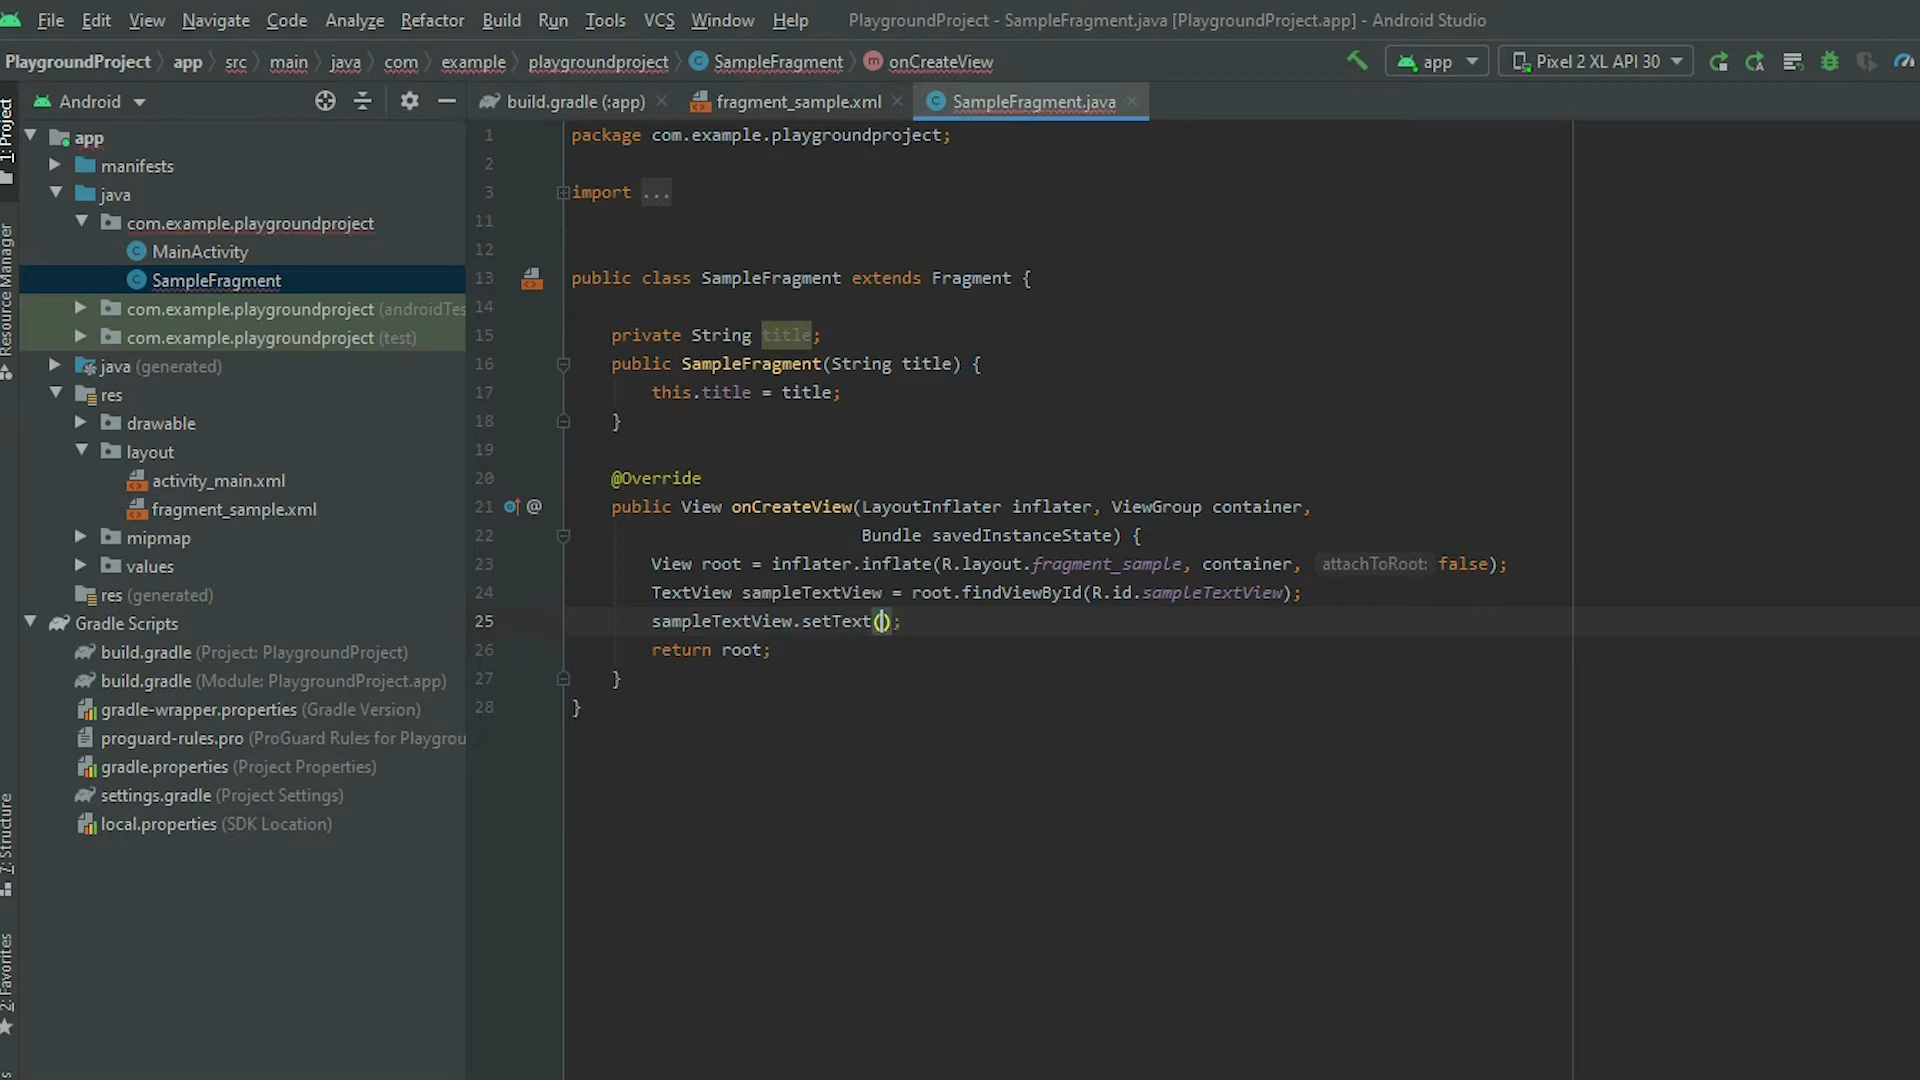 File Edit View Navigate Code Analyze Refactor Build Run Tools VCS Window Help PlaygroundProject - SampleFragment.java [PlaygroundProject.app] - Android Studio
PlaygroundProject app src main java com example playgroundproject SampleFragment onCreateView app Pixel 2 XL API 30
Android
build.gradle (:app) fragment_sample.xml SampleFragment.java
1: Project
Resource Manager
7: Structure
2: Favorites
app
manifests
java
com.example.playgroundproject
MainActivity
SampleFragment
com.example.playgroundproject (androidTes
com.example.playgroundproject (test)
java (generated)
res
drawable
layout
activity_main.xml
fragment_sample.xml
mipmap
values
res (generated)
Gradle Scripts
build.gradle (Project: PlaygroundProject)
build.gradle (Module: PlaygroundProject.app)
gradle-wrapper.properties (Gradle Version)
proguard-rules.pro (ProGuard Rules for Playgrou
gradle.properties (Project Properties)
settings.gradle (Project Settings)
local.properties (SDK Location)
1 package com.example.playgroundproject;
2
3 import ...
11
12
13 public class SampleFragment extends Fragment {
14
15 private String title;
16 public SampleFragment(String title) {
17 this.title = title;
18 }
19
20 @Override
21 public View onCreateView(LayoutInflater inflater, ViewGroup container,
22 Bundle savedInstanceState) {
23 View root = inflater.inflate(R.layout.fragment_sample, container, attachToRoot: false);
24 TextView sampleTextView = root.findViewById(R.id.sampleTextView);
25 sampleTextView.setText();
26 return root;
27 }
28 }